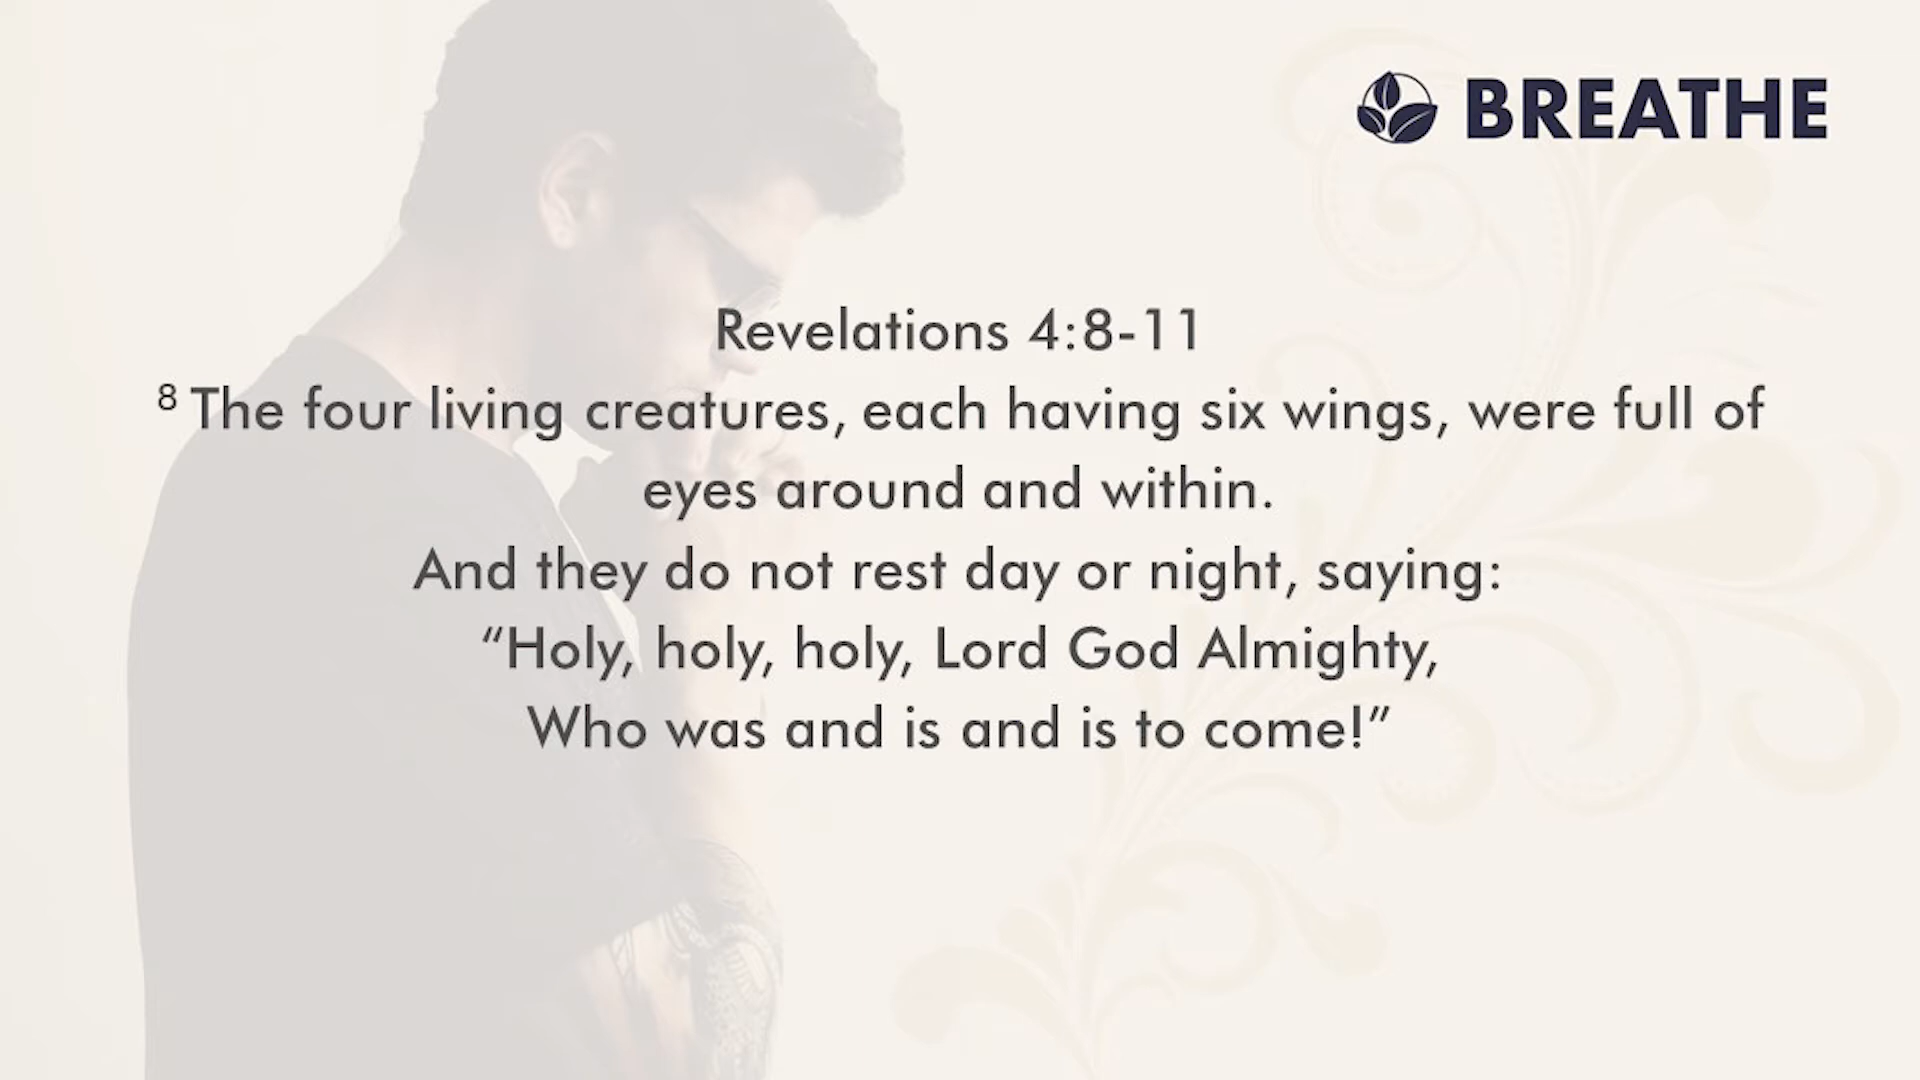 BREATHE
Revelations 4:8-11
8 The four living creatures, each having six wings, were full of
eyes around and within.
And they do not rest day or night, saying:
“Holy, holy, holy, Lord God Almighty,
Who was and is and is to come!”